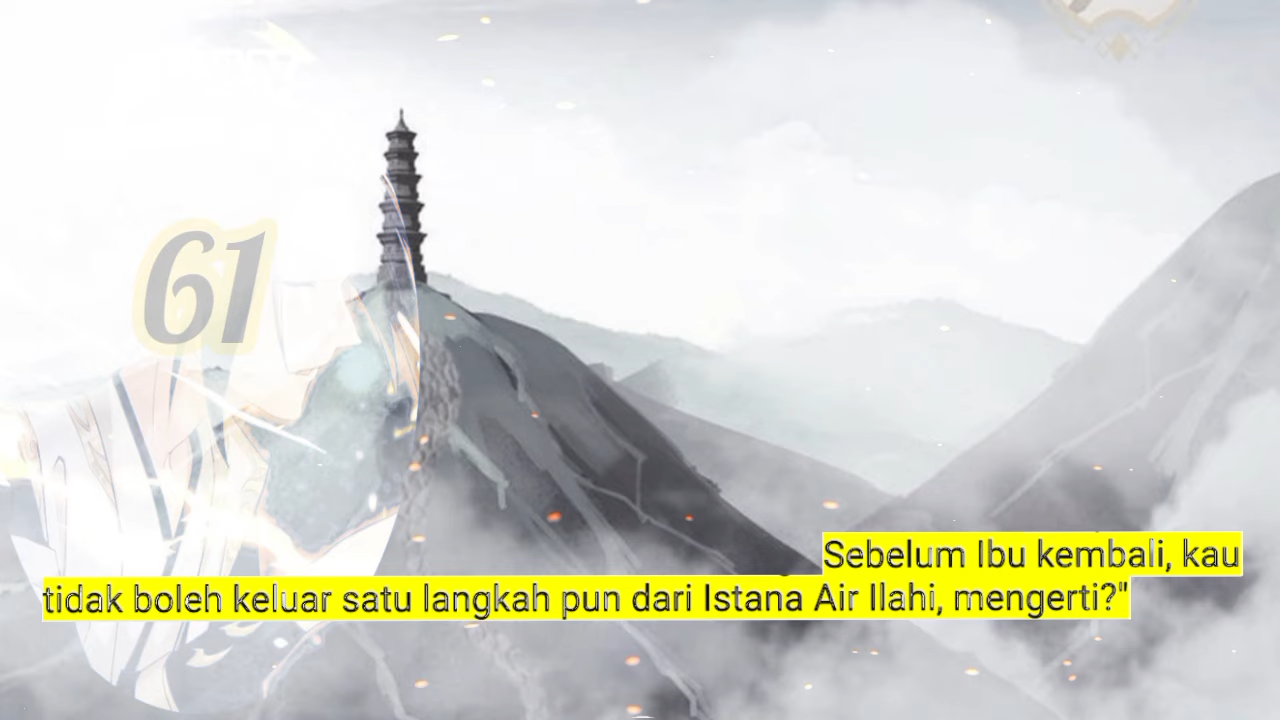 61
Sebelum Ibu kembali, kau
tidak boleh keluar satu langkah pun dari Istana Air Ilahi, mengerti?"